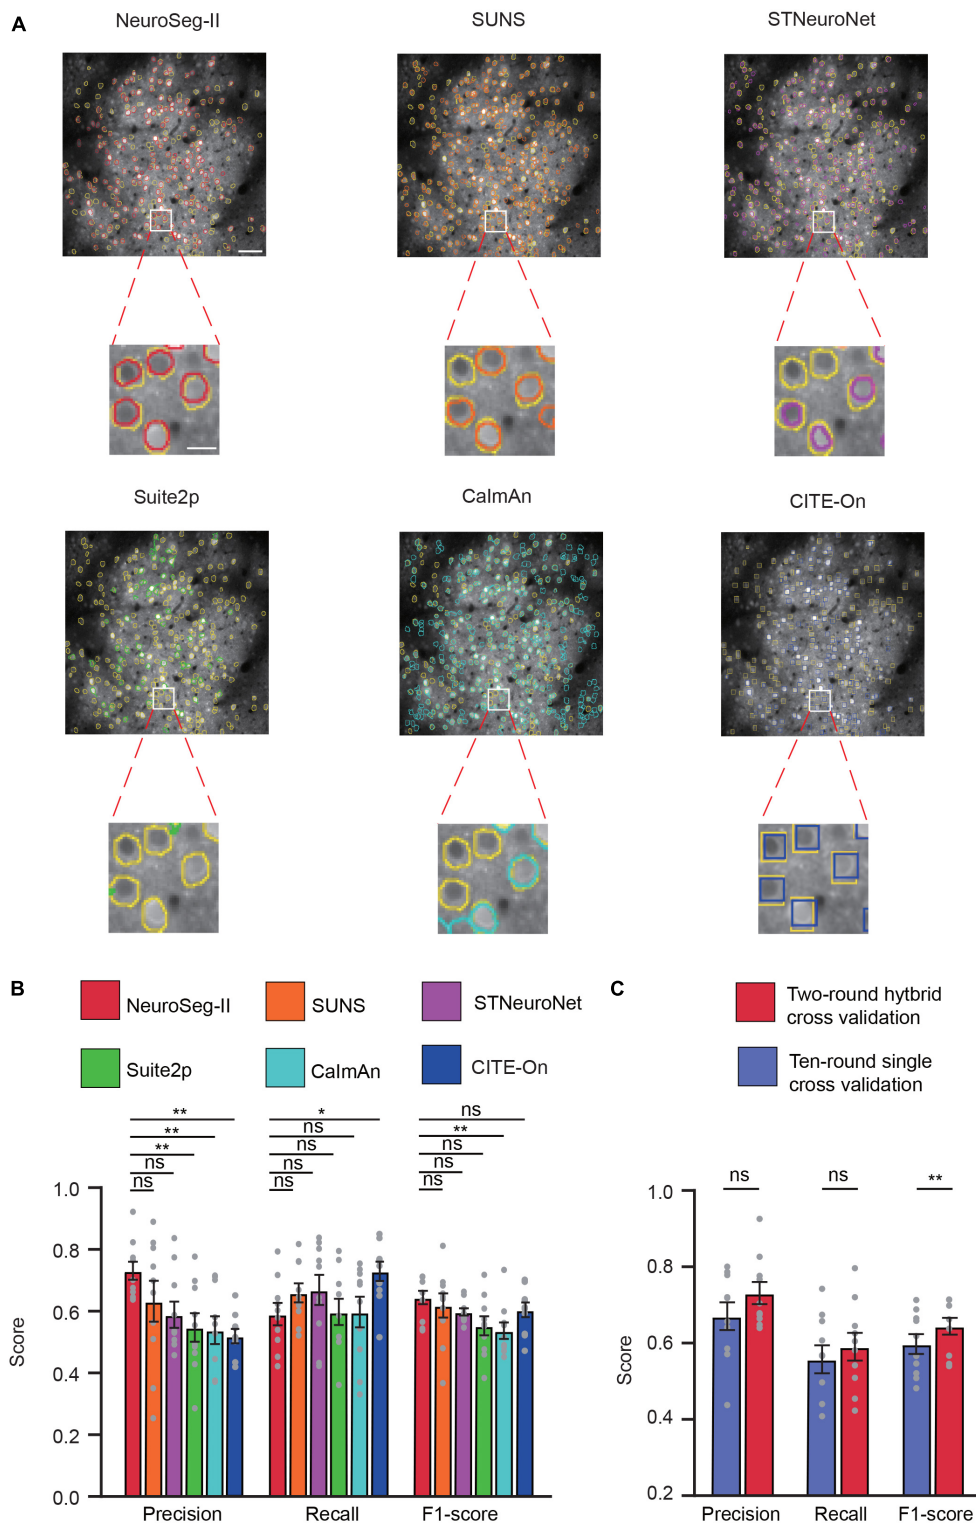 A
NeuroSeg-II
SUNS
STNeuroNet
Suite2p
CaImAn
CITE-On
B
NeuroSeg-II
SUNS
STNeuroNet
Suite2p
CaImAn
CITE-On
**
**
**
ns
ns
*
ns
ns
ns
ns
ns
**
ns
ns
ns
Score
1.0
0.8
0.6
0.4
0.2
0.0
Precision
Recall
F1-score
C
Two-round hytbrid
cross validation
Ten-round single
cross validation
ns
ns
**
Score
1.0
0.8
0.6
0.4
0.2
Precision
Recall
F1-score